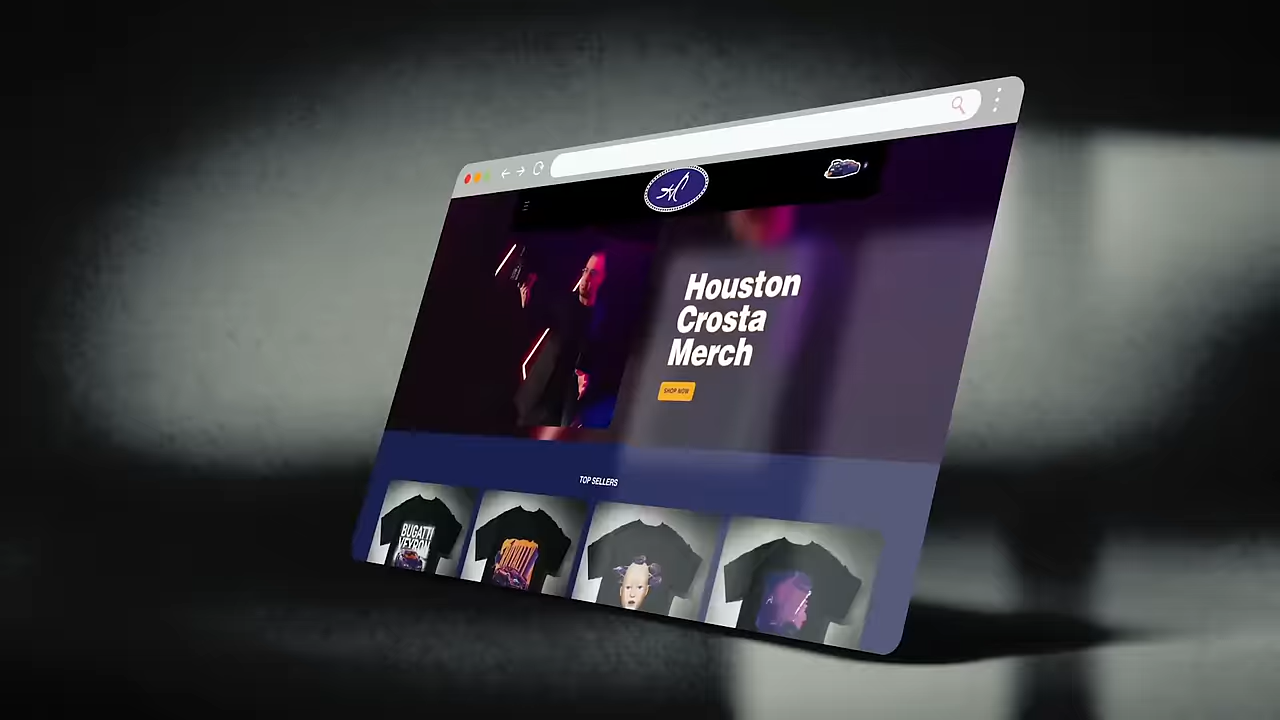 Houston
Crosta
Merch
SHOP NOW
TOP SELLERS
BUGATTI
VEYRON